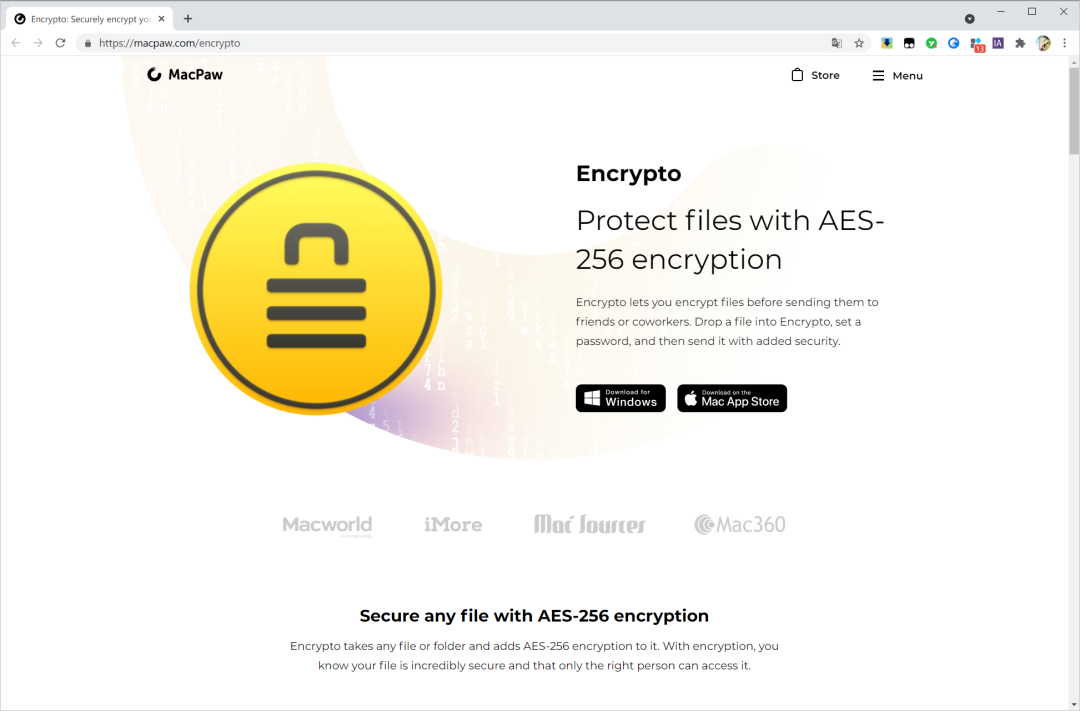 Encrypto: Securely encrypt you
https://macpaw.com/encrypto
13
IA
MacPaw
Store
Menu
Encrypto
Protect files with AES-
256 encryption
Encrypto lets you encrypt files before sending them to
friends or coworkers. Drop a file into Encrypto, set a
password, and then send it with added security.
Download for
Windows
Download on the
Mac App Store
Macworld
iMore
Mac Sources
Mac360
Secure any file with AES-256 encryption
Encrypto takes any file or folder and adds AES-256 encryption to it. With encryption, you
know your file is incredibly secure and that only the right person can access it.